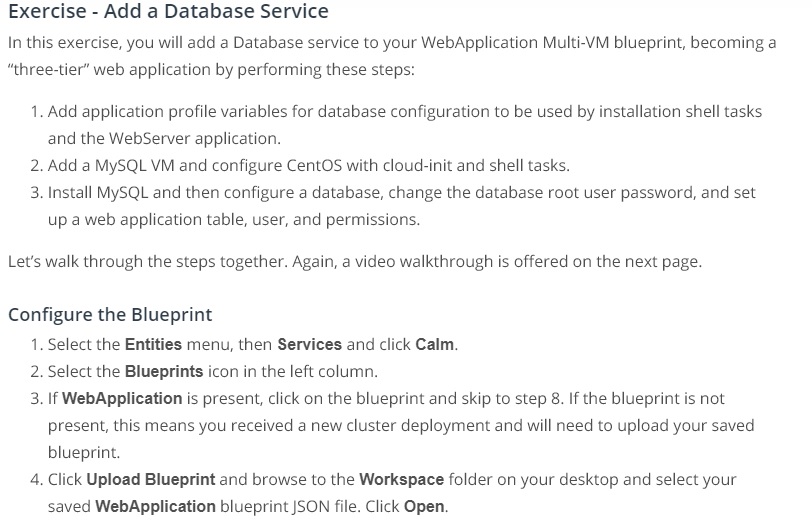 Exercise - Add a Database Service
In this exercise, you will add a Database service to your WebApplication Multi-VM blueprint, becoming a
“three-tier” web application by performing these steps:
1. Add application profile variables for database configuration to be used by installation shell tasks
and the WebServer application.
2. Add a MySQL VM and configure CentOS with cloud-init and shell tasks.
3. Install MySQL and then configure a database, change the database root user password, and set
up a web application table, user, and permissions.
Let’s walk through the steps together. Again, a video walkthrough is offered on the next page.
Configure the Blueprint
1. Select the Entities menu, then Services and click Calm.
2. Select the Blueprints icon in the left column.
3. If WebApplication is present, click on the blueprint and skip to step 8. If the blueprint is not
present, this means you received a new cluster deployment and will need to upload your saved
blueprint.
4. Click Upload Blueprint and browse to the Workspace folder on your desktop and select your
saved WebApplication blueprint JSON file. Click Open.